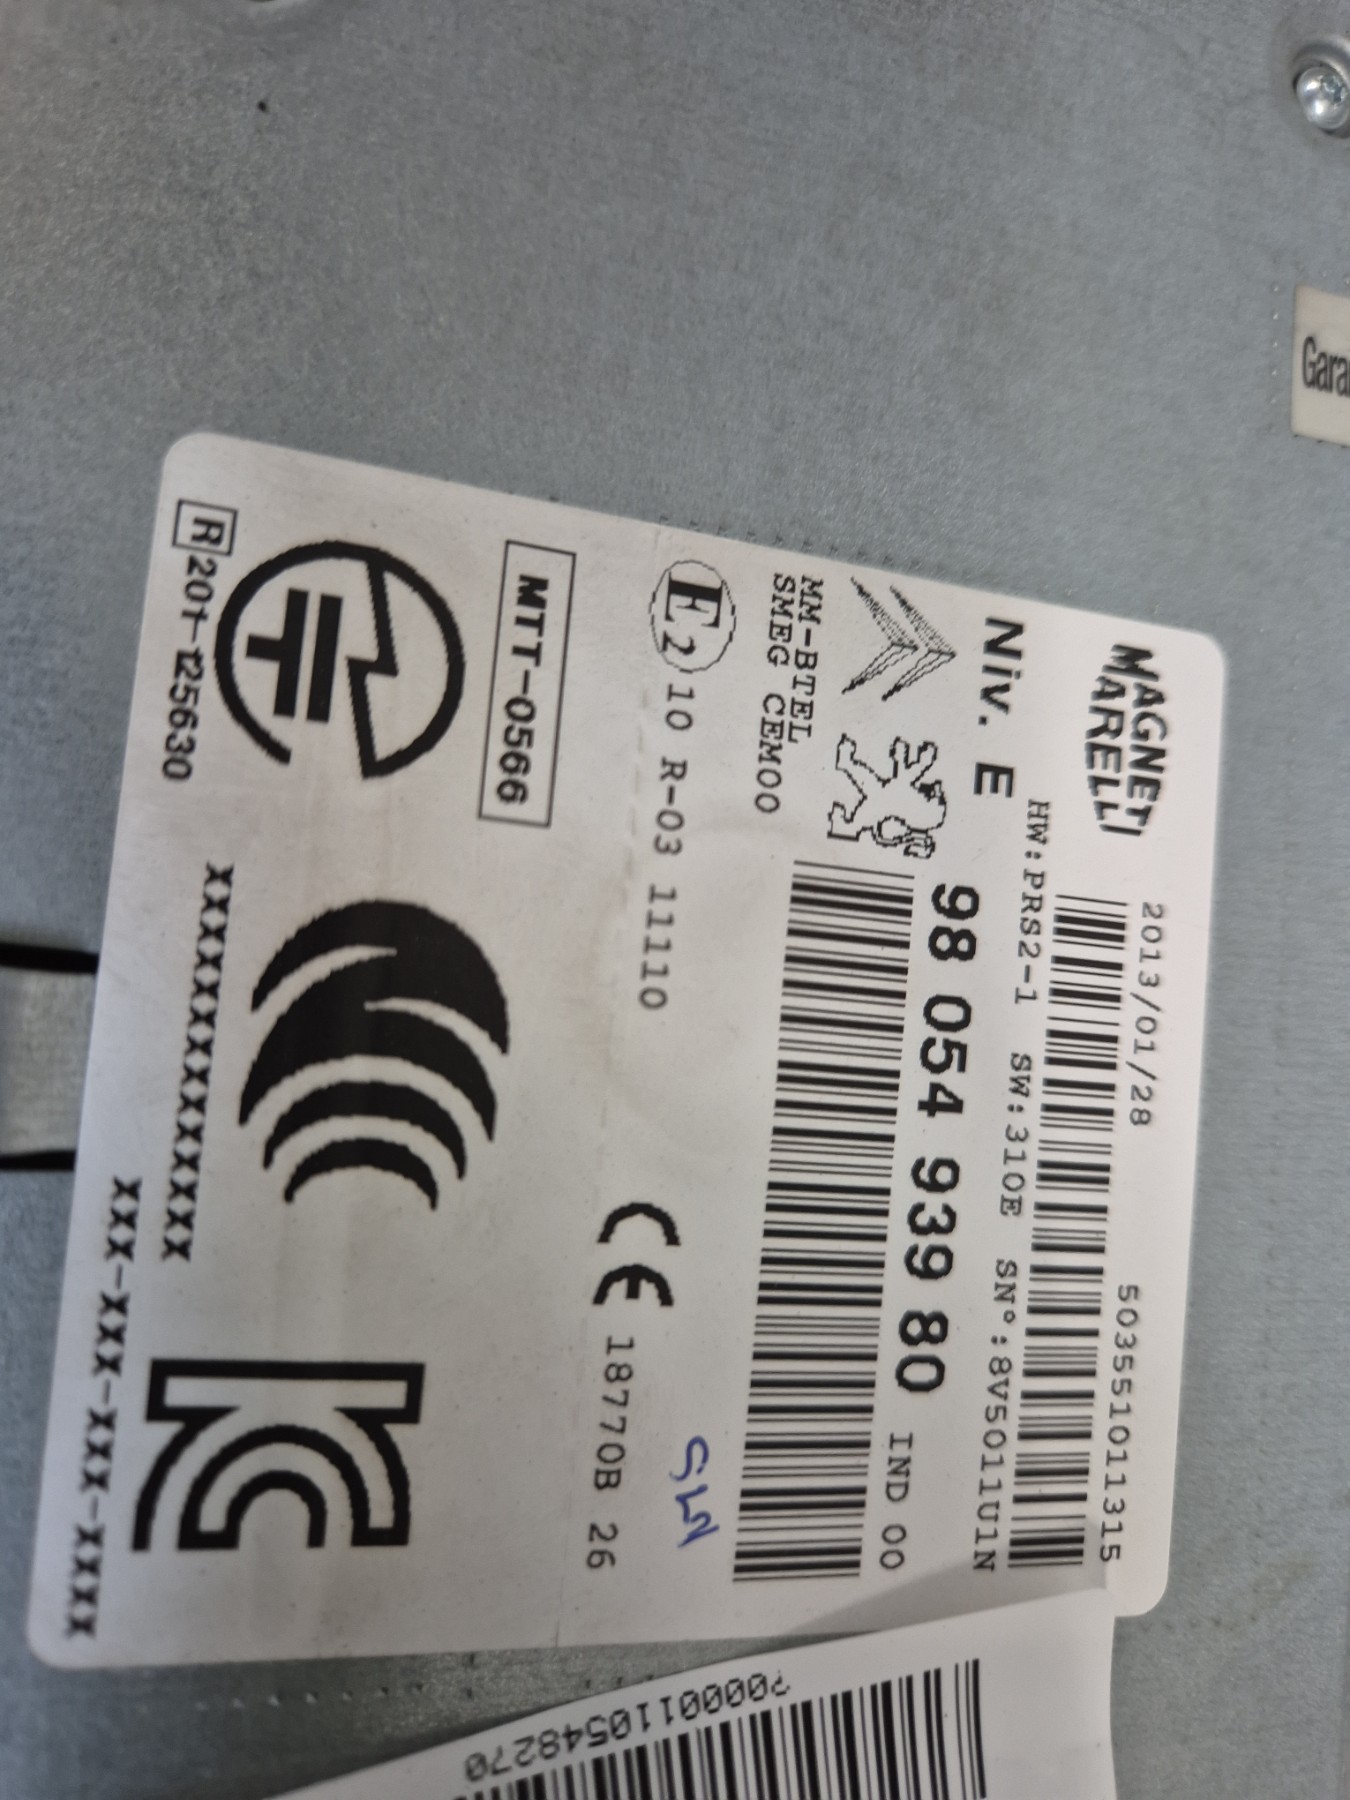 MAGNETI
MARELLI
2013/01/28
503551011315
Niv. E
HW:PRS2-1 SW:310E SN°:8V5011U1N
98 054 939 80 IND 00
MM-BTEL
SMEG CEM00
E2 10 R-03 11110
CE 18770B 26
MTT-0566
R 201-125630
XXXXXXXXXXXXXXXX
XXX-XXX-XXX-XXXX
Gara